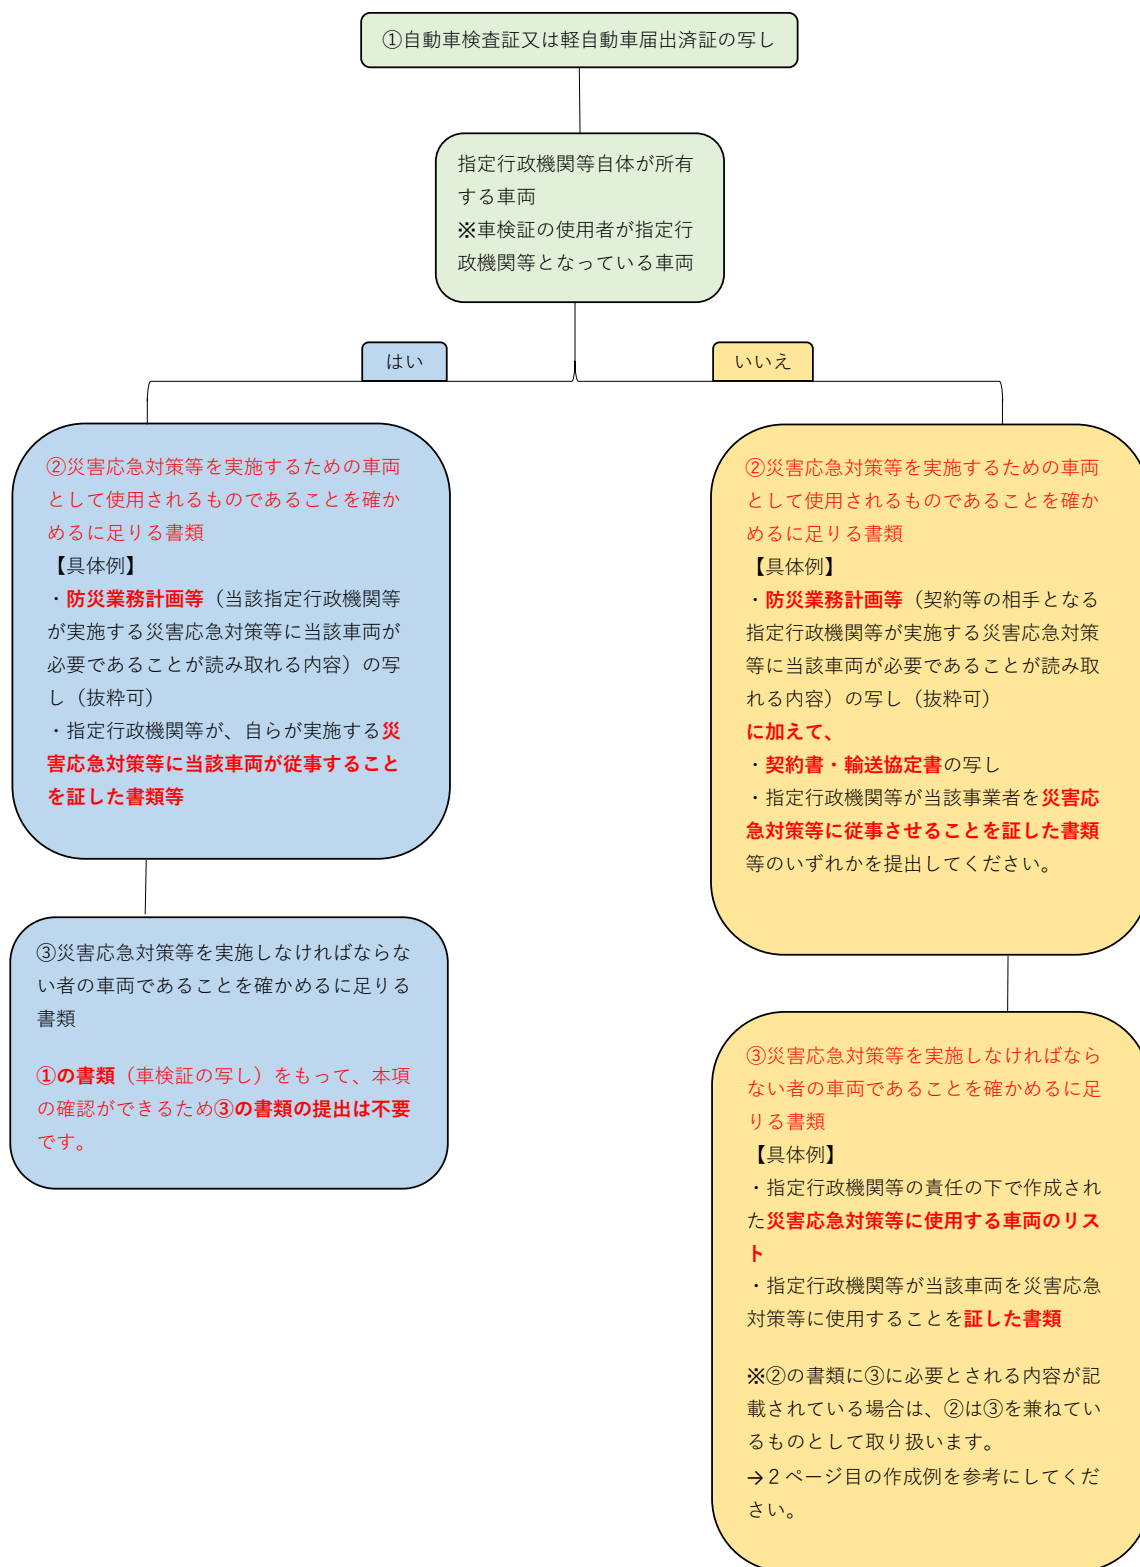 ①自動車検査証又は軽自動車届出済証の写し
指定行政機関等自体が所有
する車両
※車検証の使用者が指定行
政機関等となっている車両
はい
いいえ
②災害応急対策等を実施するための車両
として使用されるものであることを確か
めるに足りる書類
【具体例】
・防災業務計画等（当該指定行政機関等
が実施する災害応急対策等に当該車両が
必要であることが読み取れる内容）の写
し（抜粋可）
・指定行政機関等が、自らが実施する災
害応急対策等に当該車両が従事すること
を証した書類等
③災害応急対策等を実施しなければならな
い者の車両であることを確かめるに足りる
書類
①の書類（車検証の写し）をもって、本項
の確認ができるため③の書類の提出は不要
です。
②災害応急対策等を実施するための車両
として使用されるものであることを確か
めるに足りる書類
【具体例】
・防災業務計画等（契約等の相手となる
指定行政機関等が実施する災害応急対策
等に当該車両が必要であることが読み取
れる内容）の写し（抜粋可）
に加えて、
・契約書・輸送協定書の写し
・指定行政機関等が当該事業者を災害応
急対策等に従事させることを証した書類
等のいずれかを提出してください。
③災害応急対策等を実施しなければなら
ない者の車両であることを確かめるに足
りる書類
【具体例】
・指定行政機関等の責任の下で作成され
た災害応急対策等に使用する車両のリス
ト
・指定行政機関等が当該車両を災害応急
対策等に使用することを証した書類
※②の書類に③に必要とされる内容が記
載されている場合は、②は③を兼ねてい
るものとして取り扱います。
→２ページ目の作成例を参考にしてくだ
さい。